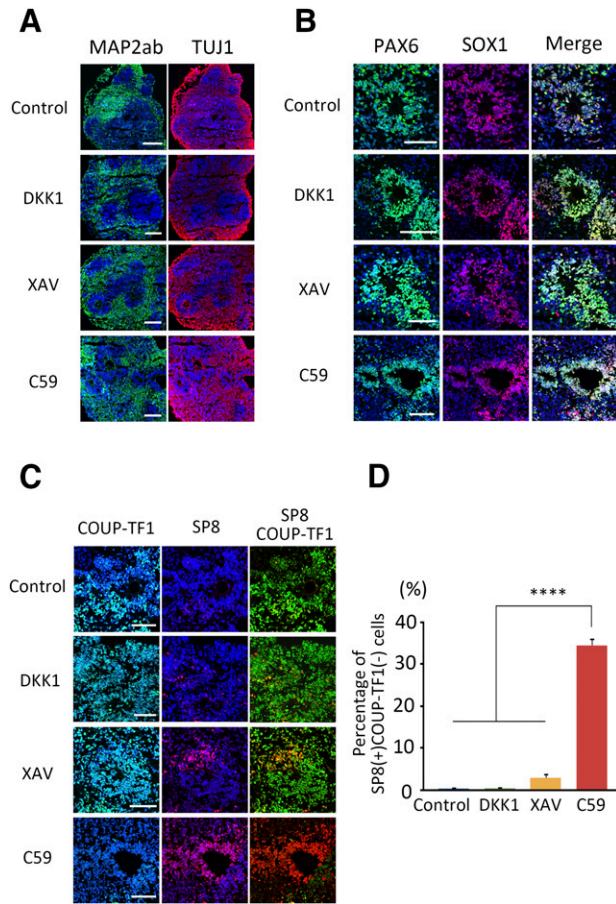 A
MAP2ab TUJ1
Control
DKK1
XAV
C59
B
PAX6 SOX1 Merge
Control
DKK1
XAV
C59
C
COUP-TF1 SP8 SP8
COUP-TF1
Control
DKK1
XAV
C59
D
(%)
****
Percentage of
SP8(+)COUP-TF1(-) cells
40
30
20
10
0
Control DKK1 XAV C59